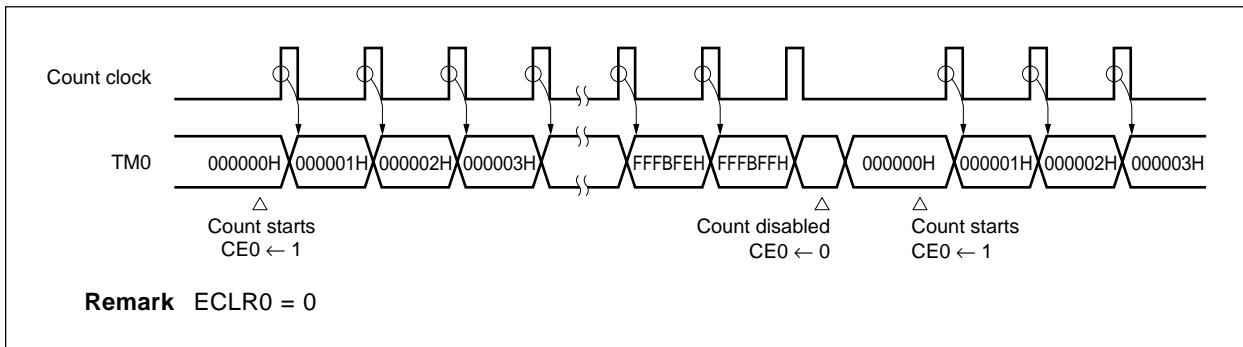 Count clock
TM0
000000H 000001H 000002H 000003H FFFBFEH FFFBFFH 000000H 000001H 000002H 000003H
Count starts
CE0 ← 1
Count disabled
CE0 ← 0
Count starts
CE0 ← 1
Remark ECLR0 = 0